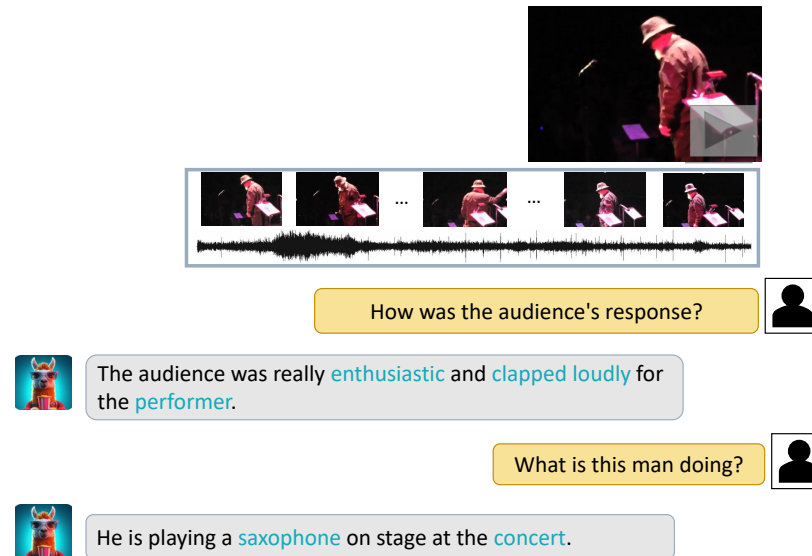 ...
...
How was the audience's response?
The audience was really enthusiastic and clapped loudly for
the performer.
What is this man doing?
He is playing a saxophone on stage at the concert.